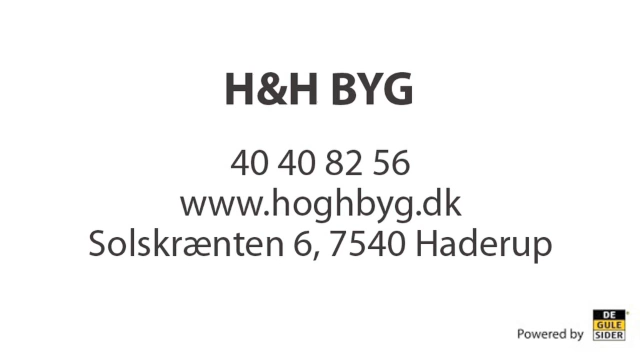 H&H BYG
40 40 82 56
www.hoghbyg.dk
Solskrænten 6, 7540 Haderup
Powered by
DE
GULE
SIDER